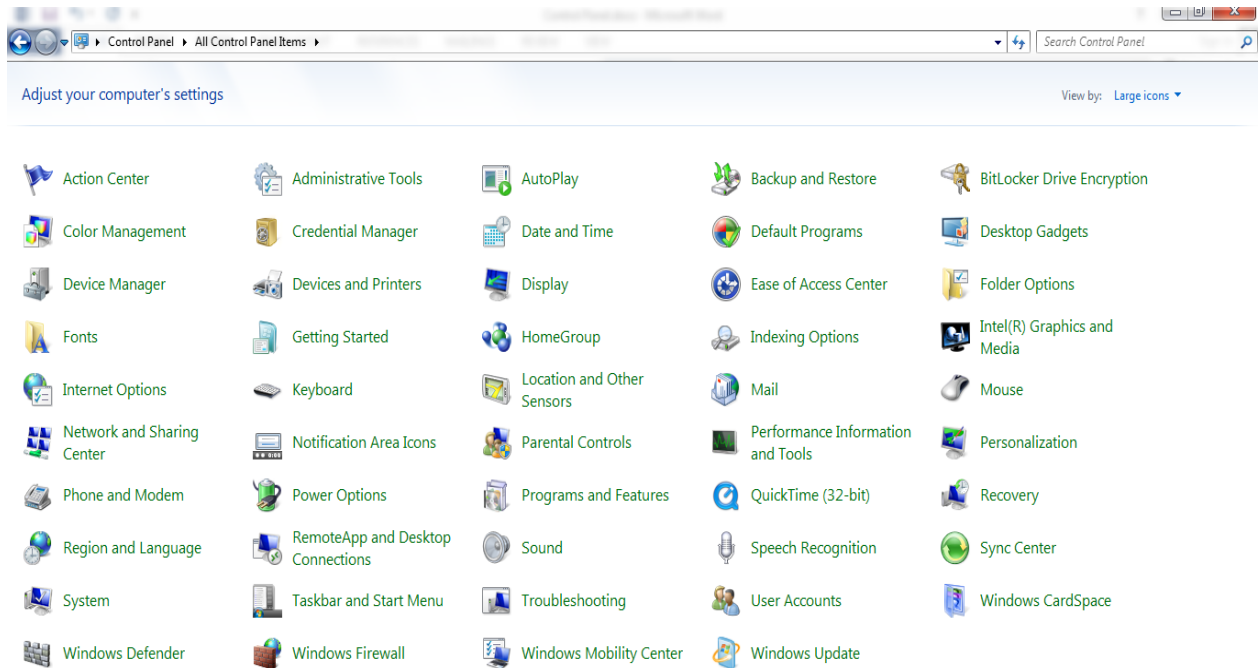 Control Panel All Control Panel Items Search Control Panel
Adjust your computer's settings View by: Large icons
Action Center Administrative Tools AutoPlay Backup and Restore BitLocker Drive Encryption
Color Management Credential Manager Date and Time Default Programs Desktop Gadgets
Device Manager Devices and Printers Display Ease of Access Center Folder Options
Fonts Getting Started HomeGroup Indexing Options Intel(R) Graphics and
Media
Internet Options Keyboard Location and Other
Sensors Mail Mouse
Network and Sharing
Center Notification Area Icons Parental Controls Performance Information
and Tools Personalization
Phone and Modem Power Options Programs and Features QuickTime (32-bit) Recovery
Region and Language RemoteApp and Desktop
Connections Sound Speech Recognition Sync Center
System Taskbar and Start Menu Troubleshooting User Accounts Windows CardSpace
Windows Defender Windows Firewall Windows Mobility Center Windows Update